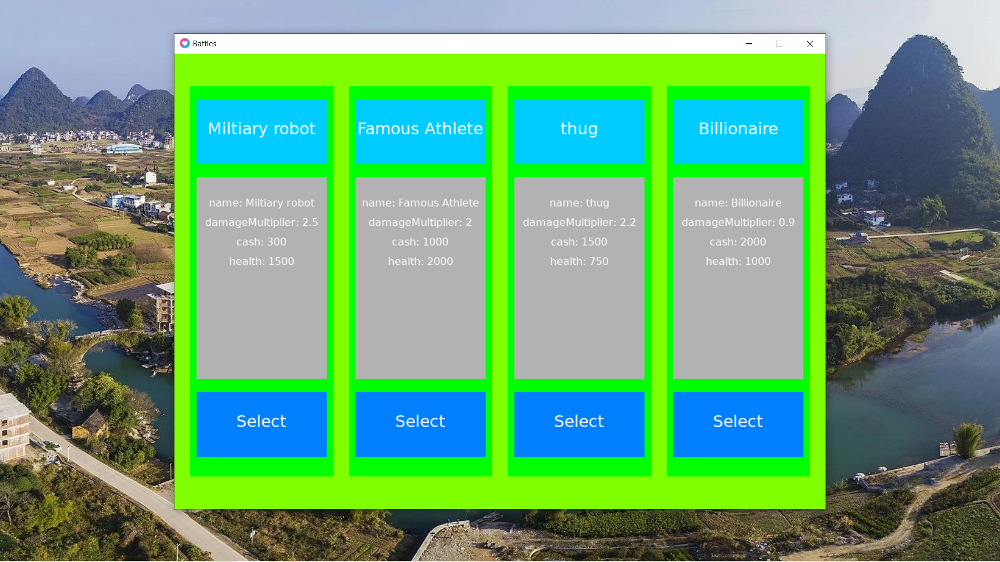 Battles
Miltiary robot
name: Miltiary robot
damageMultiplier: 2.5
cash: 300
health: 1500
Select
Famous Athlete
name: Famous Athlete
damageMultiplier: 2
cash: 1000
health: 2000
Select
thug
name: thug
damageMultiplier: 2.2
cash: 1500
health: 750
Select
Billionaire
name: Billionaire
damageMultiplier: 0.9
cash: 2000
health: 1000
Select